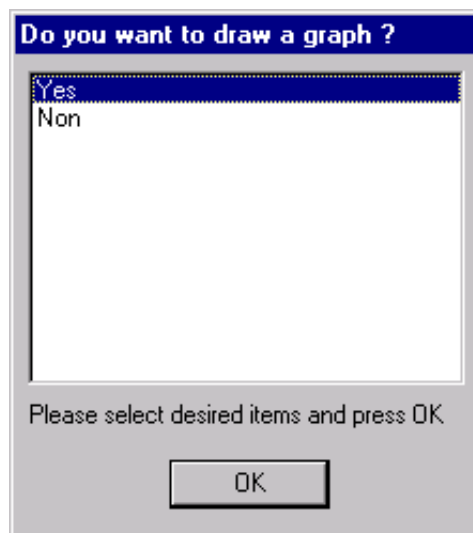 Do you want to draw a graph ?
Yes
Non
Please select desired items and press OK
OK